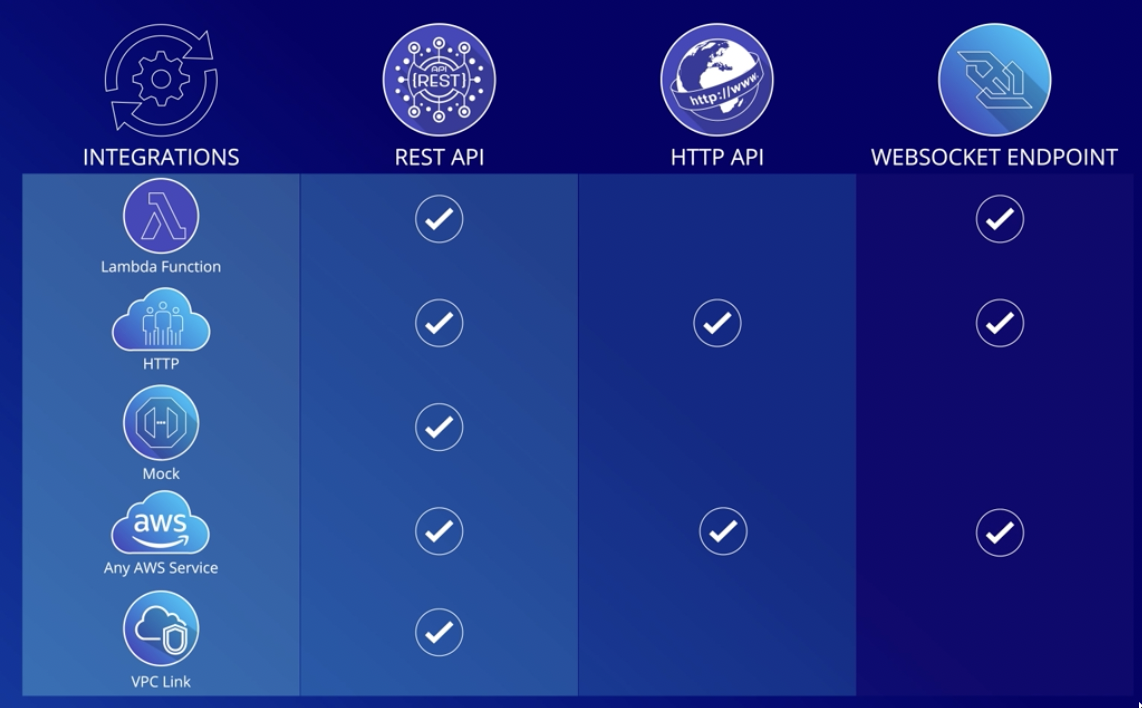 API
{REST}
http://www.
INTEGRATIONS REST API HTTP API WEBSOCKET ENDPOINT
Lambda Function
HTTP
Mock
aws
Any AWS Service
VPC Link